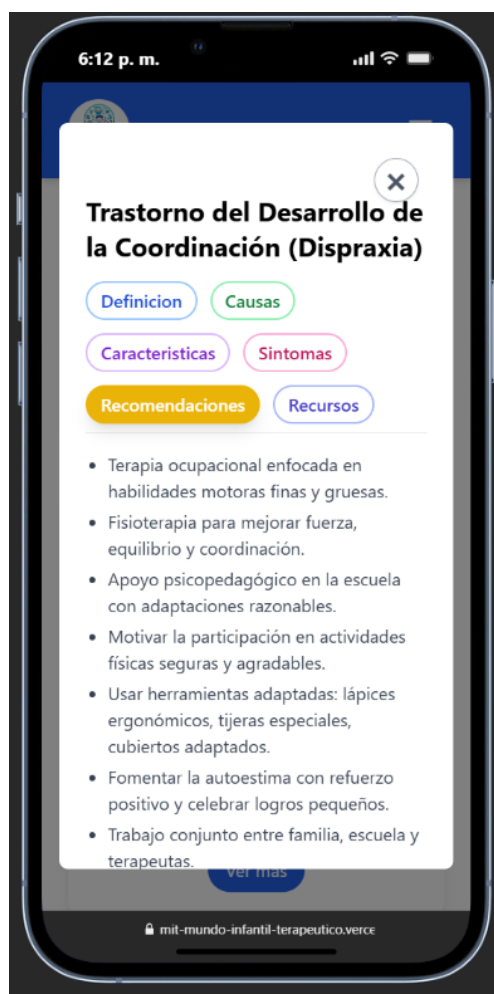 6:12 p. m.
Trastorno del Desarrollo de
la Coordinación (Dispraxia)
Definicion
Causas
Caracteristicas
Sintomas
Recomendaciones
Recursos
• Terapia ocupacional enfocada en
habilidades motoras finas y gruesas.
• Fisioterapia para mejorar fuerza,
equilibrio y coordinación.
• Apoyo psicopedagógico en la escuela
con adaptaciones razonables.
• Motivar la participación en actividades
físicas seguras y agradables.
• Usar herramientas adaptadas: lápices
ergonómicos, tijeras especiales,
cubiertos adaptados.
• Fomentar la autoestima con refuerzo
positivo y celebrar logros pequeños.
• Trabajo conjunto entre familia, escuela y
terapeutas.
Ver más
mit-mundo-infantil-terapeutico.verce